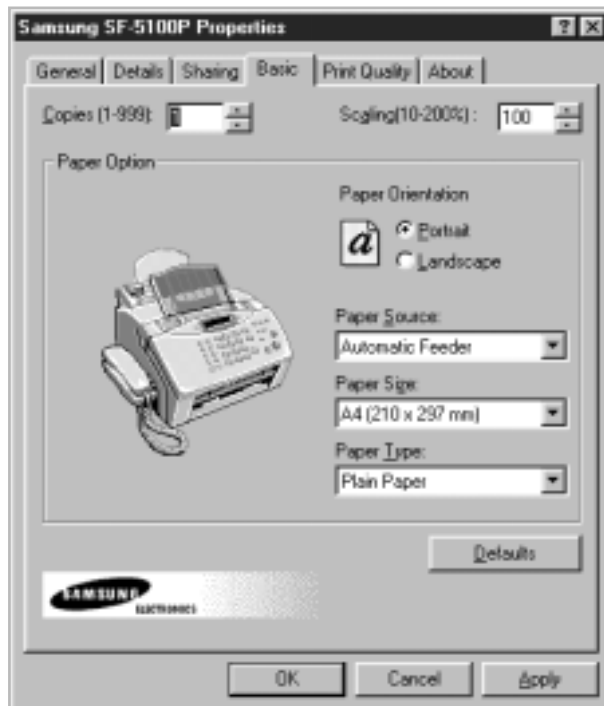 Samsung SF-5100P Properties
General Details Sharing Basic Print Quality About
Copies (1-999): 1 Scaling(10-200%) : 100
Paper Option
Paper Orientation
a
Portrait
Landscape
Paper Source:
Automatic Feeder
Paper Size:
A4 (210 x 297 mm)
Paper Type:
Plain Paper
Defaults
SAMSUNG
ELECTRONICS
OK Cancel Apply